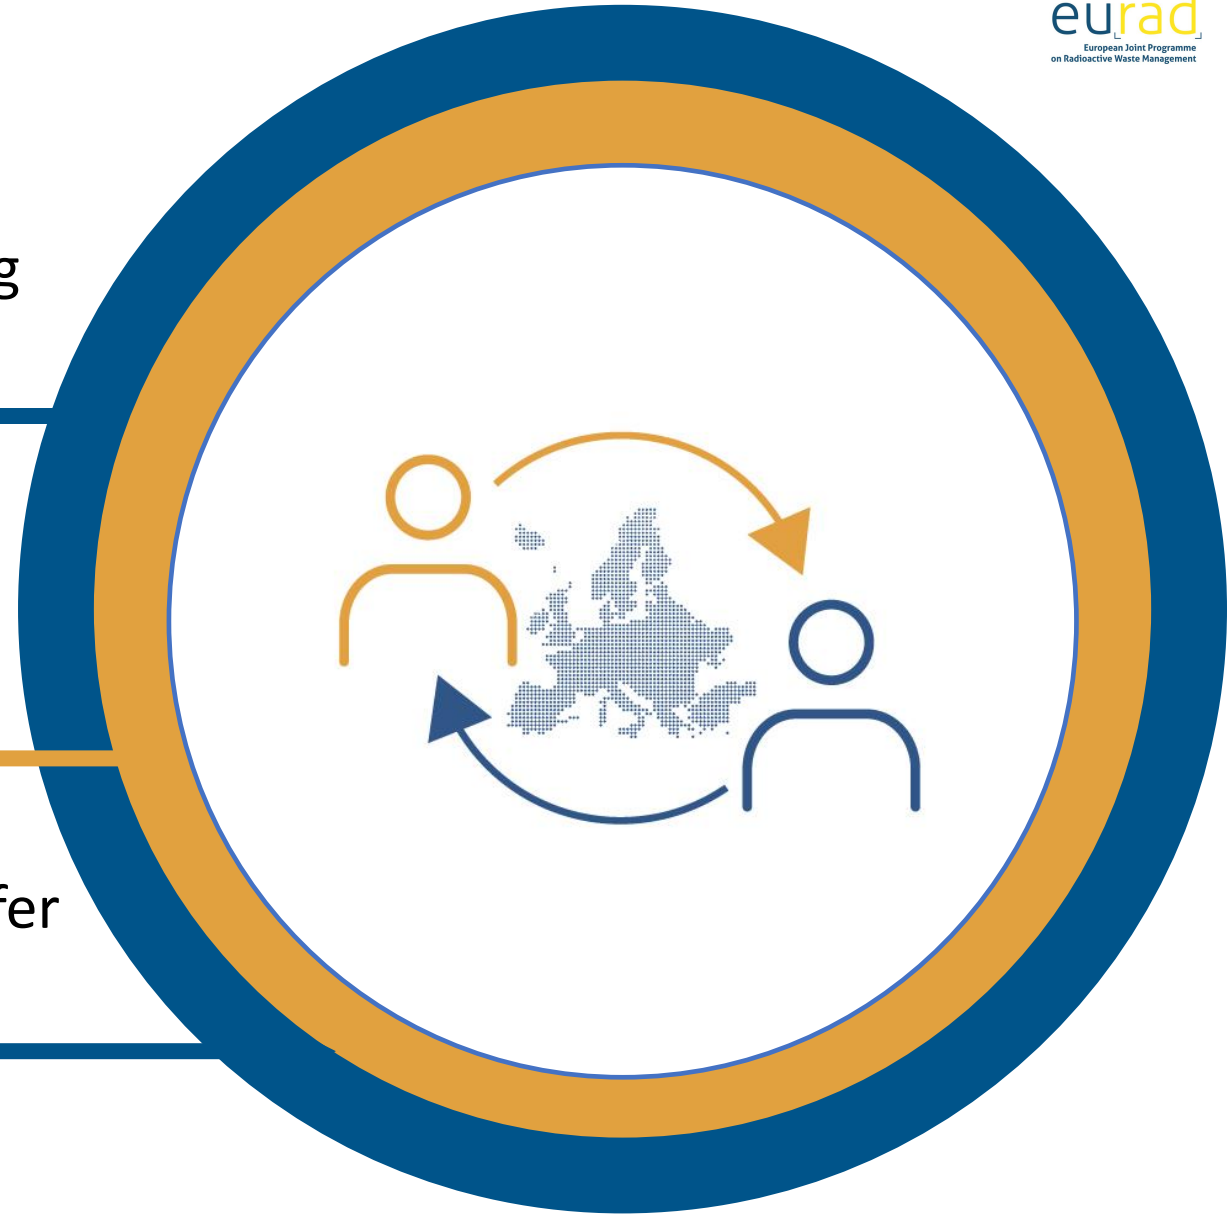 eurad
European Joint Programme
on Radioactive Waste Management
g
fer